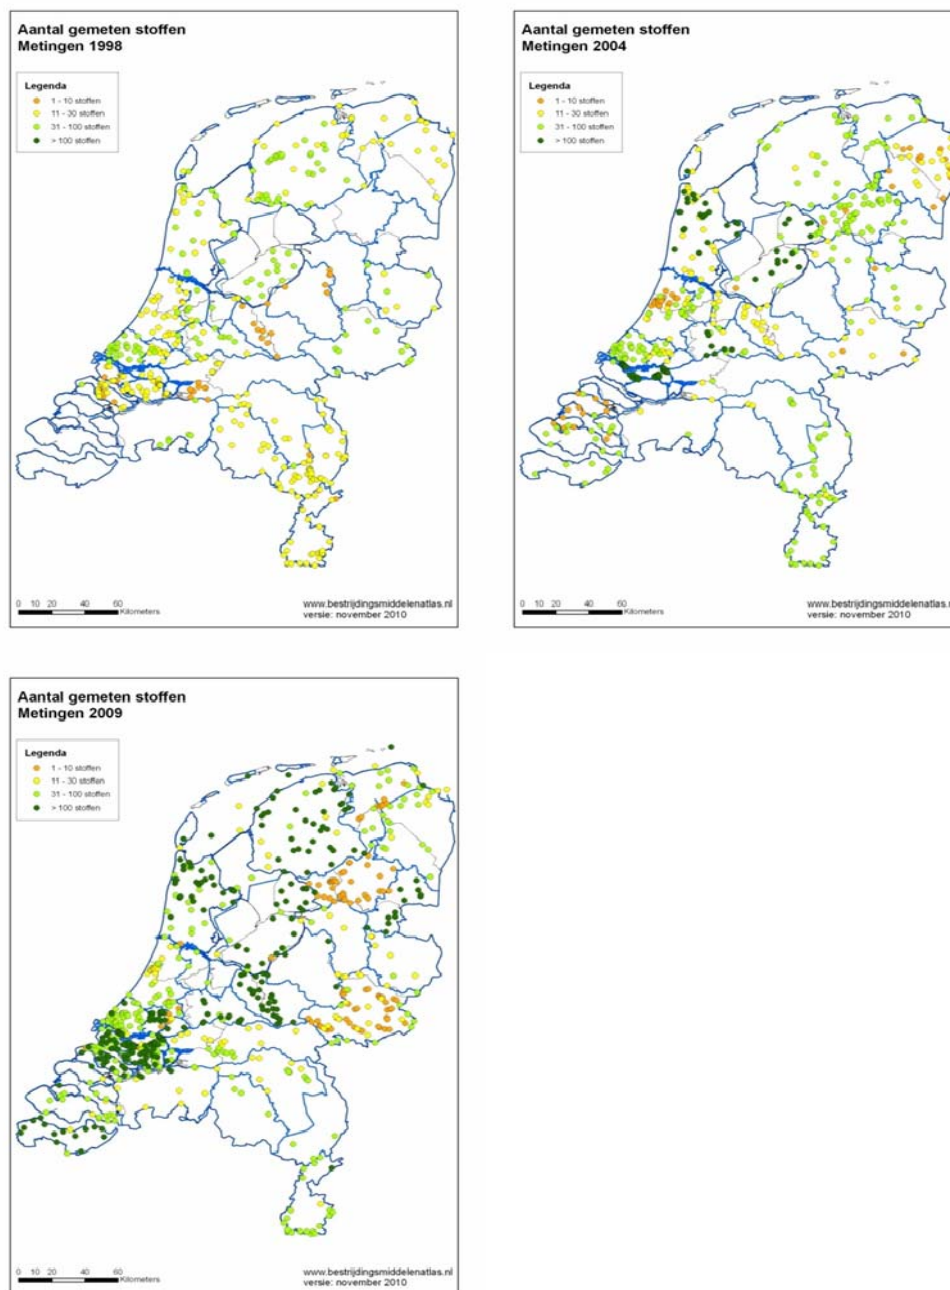 Aantal gemeten stoffen
Metingen 1998
Legenda
1 - 10 stoffen
11 - 30 stoffen
31 - 100 stoffen
> 100 stoffen
0 10 20 40 60
Kilometers
www.bestrijdingsmiddelenatlas.nl
versie: november 2010
Aantal gemeten stoffen
Metingen 2004
Legenda
1 - 10 stoffen
11 - 30 stoffen
31 - 100 stoffen
> 100 stoffen
0 10 20 40 60
Kilometers
www.bestrijdingsmiddelenatlas.n
versie: november 2010
Aantal gemeten stoffen
Metingen 2009
Legenda
1 - 10 stoffen
11 - 30 stoffen
31 - 100 stoffen
> 100 stoffen
0 10 20 40 60
Kilometers
www.bestrijdingsmiddelenatlas.nl
versie: november 2010